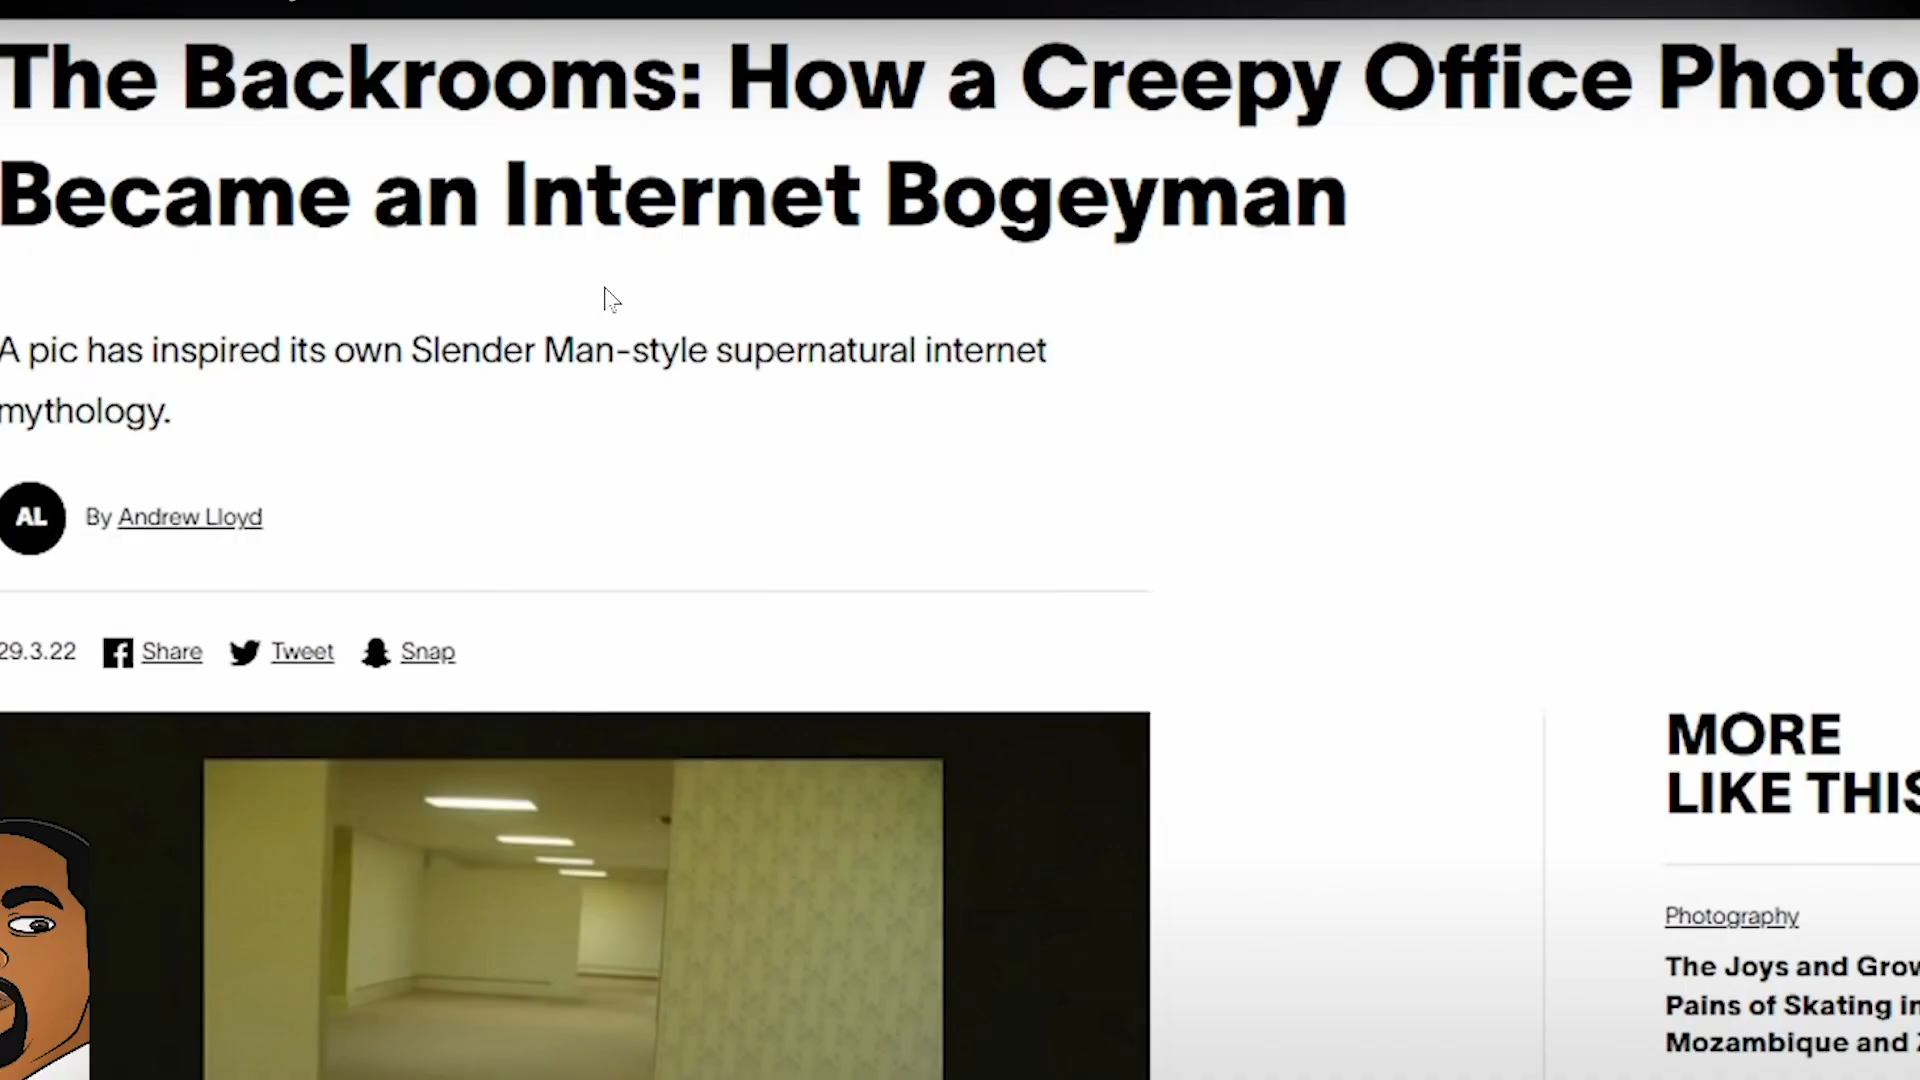 The Backrooms: How a Creepy Office Photo
Became an Internet Bogeyman
A pic has inspired its own Slender Man-style supernatural internet
mythology.
AL
By Andrew Lloyd
29.3.22 Share Tweet Snap
MORE
LIKE THIS
Photography
The Joys and Grow
Pains of Skating in
Mozambique and